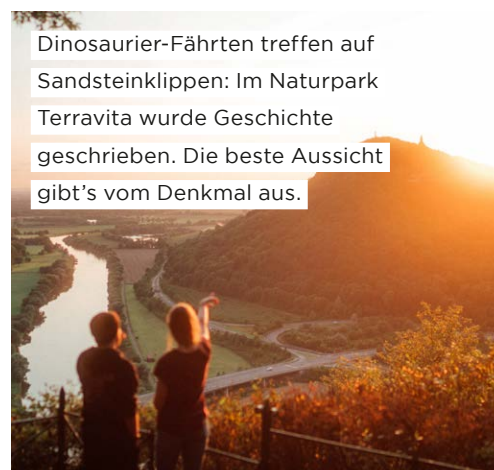 Dinosaurier-Fährten treffen auf
Sandsteinklippen: Im Naturpark
Terravita wurde Geschichte
geschrieben. Die beste Aussicht
gibt’s vom Denkmal aus.